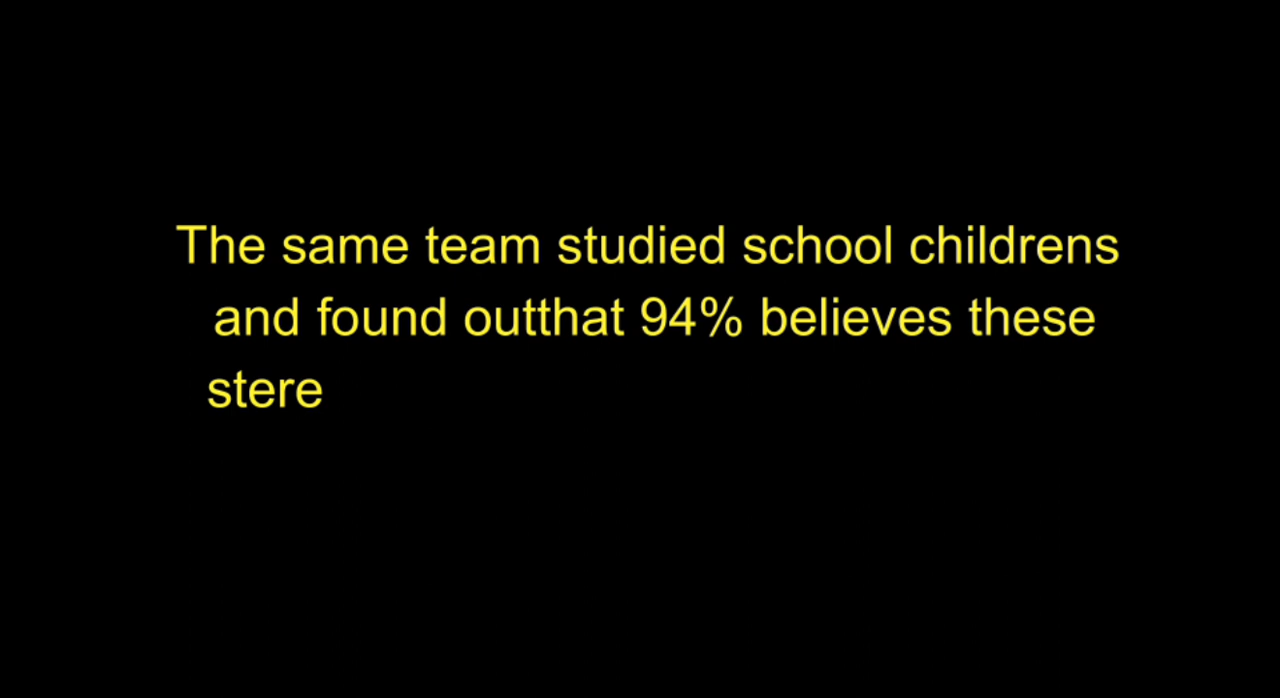 The same team studied school childrens
and found outthat 94% believes these
stere